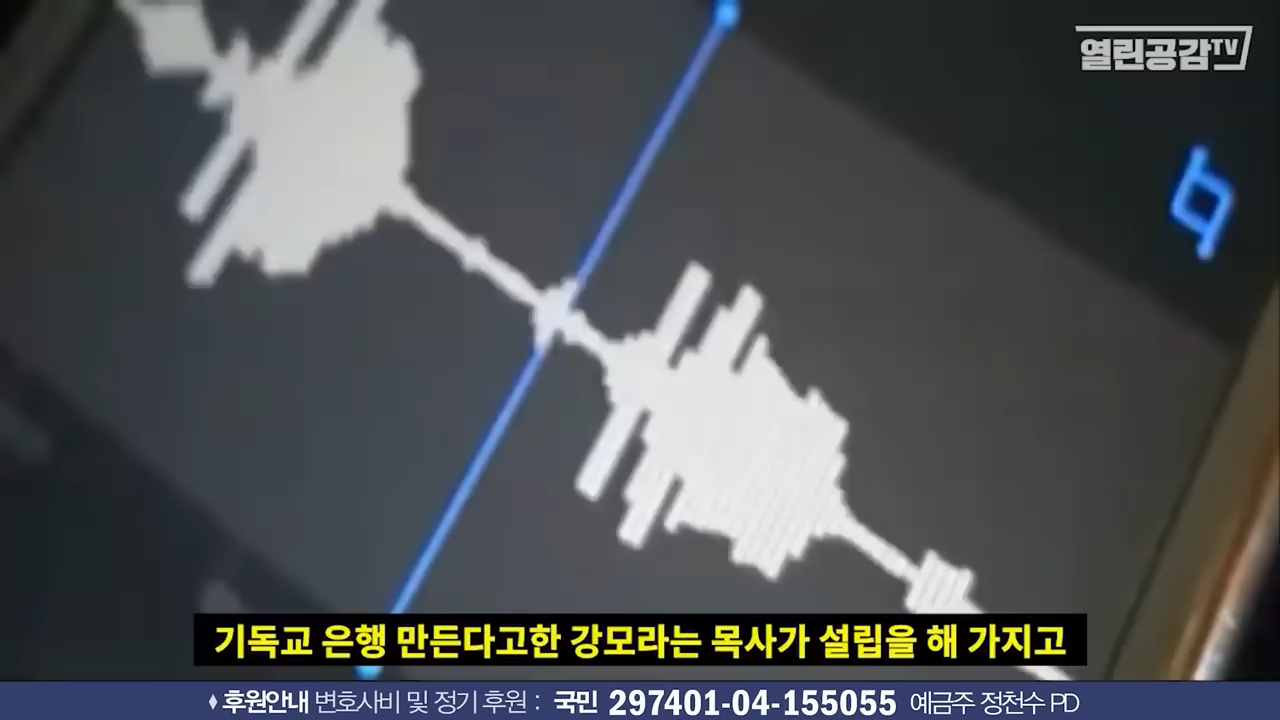 열린공감TV
기독교 은행 만든다고한 강모라는 목사가 설립을 해 가지고
♦ 후원안내 변호사비 및 정기 후원 : 국민 297401-04-155055 예금주 정천수 PD